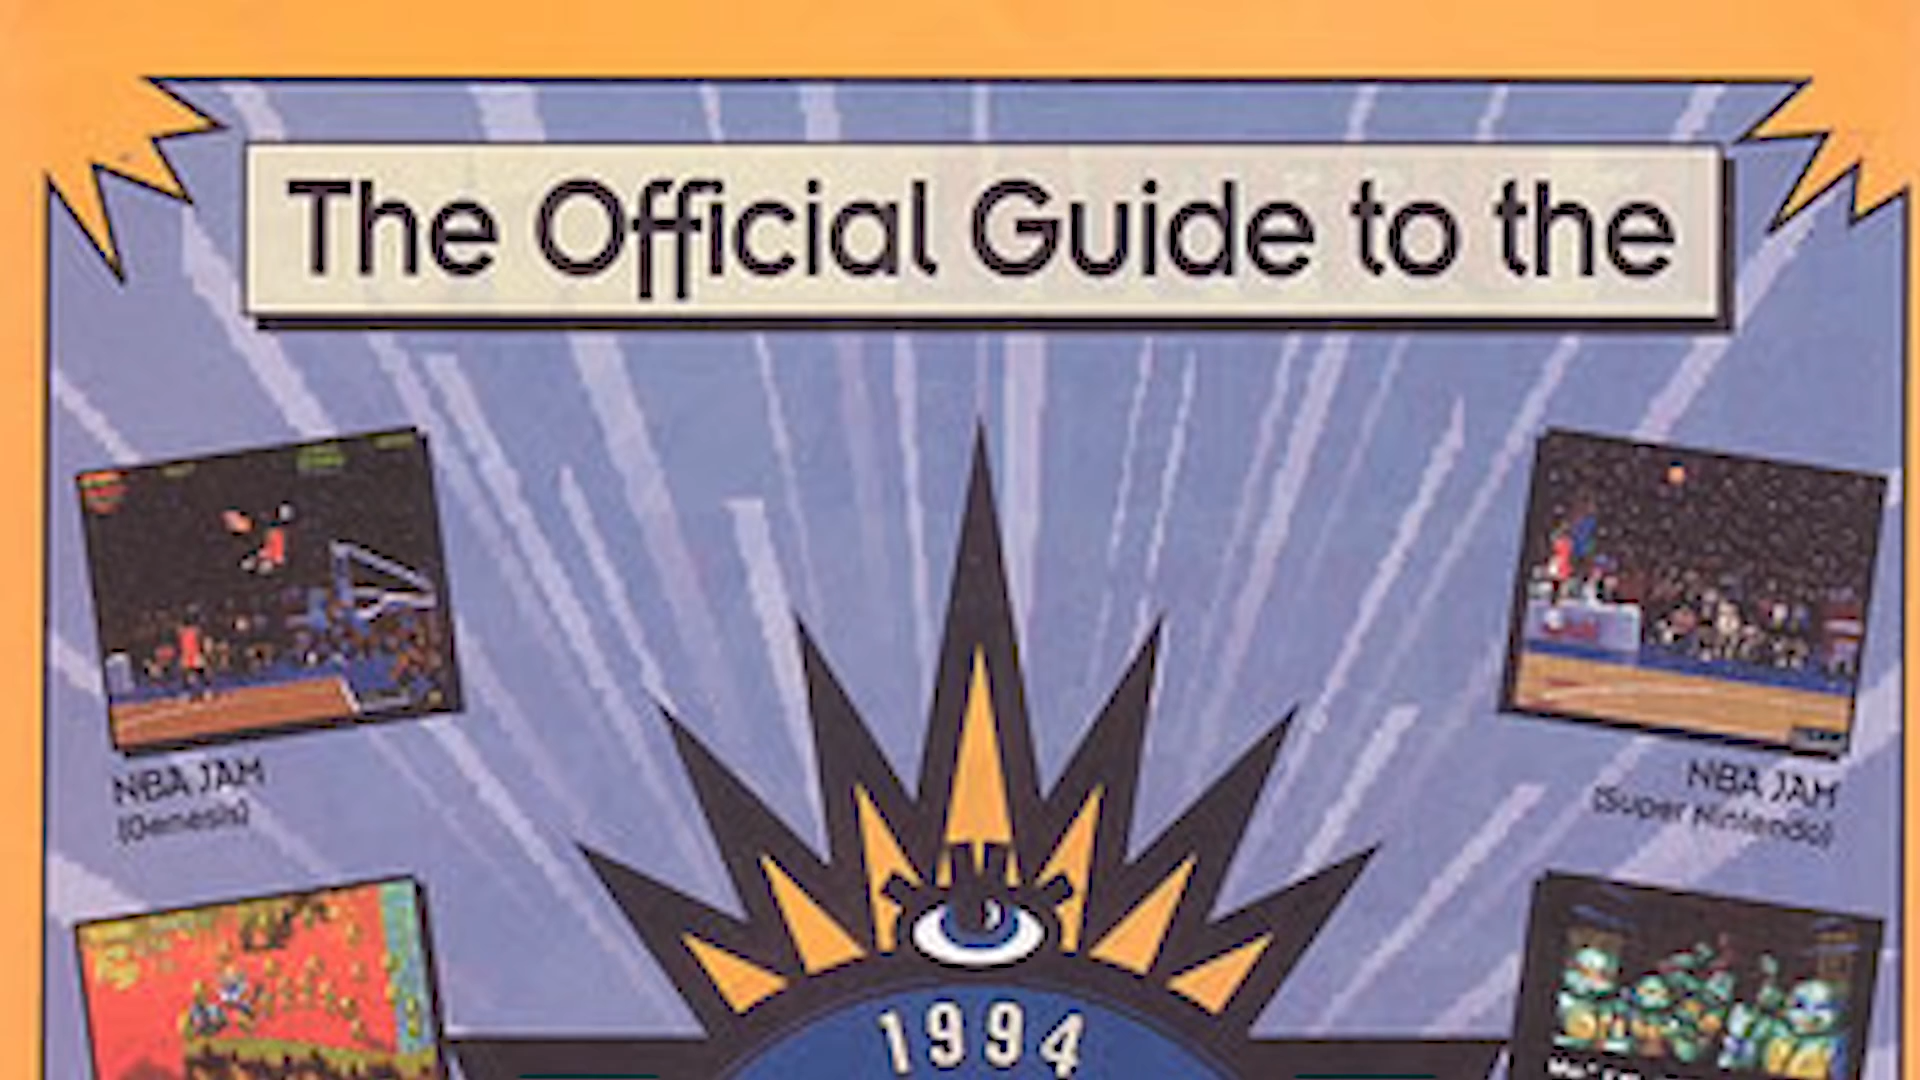 The Official Guide to the
NBA JAM
(Genesis)
NBA JAM
(Super Nintendo)
1994